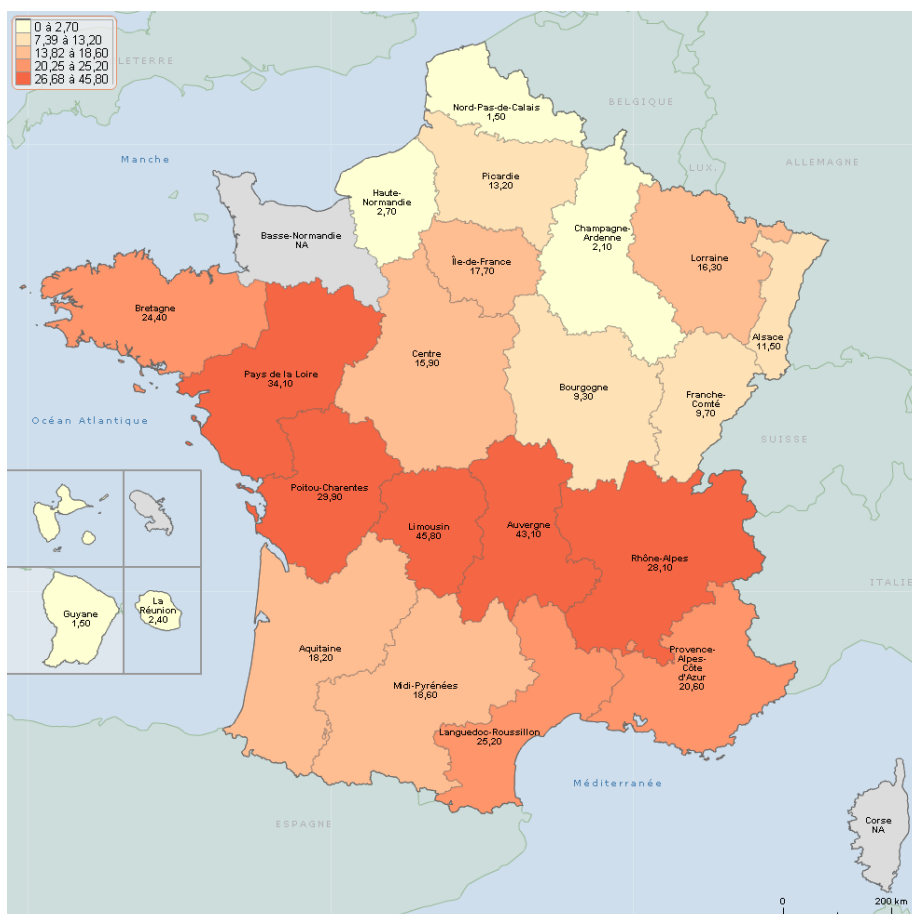 0 à 2,70
7,39 à 13,20
13,82 à 18,60
20,25 à 25,20
26,68 à 45,80
LETERRE
BELGIQUE
Nord-Pas-de-Calais
1,50
Manche
LUX.
ALLEMAGNE
Picardie
13,20
Haute-
Normandie
2,70
Champagne-
Ardenne
2,10
Basse-Normandie
NA
Île-de-France
17,70
Lorraine
16,30
Bretagne
24,40
Alsace
11,50
Centre
15,90
Pays de la Loire
34,10
Bourgogne
9,30
Franche-
Comté
9,70
Océan Atlantique
SUISSE
Poitou-Charentes
29,90
Limousin
45,80
Auvergne
43,10
Rhône-Alpes
28,10
ITALIE
Guyane
1,50
La
Réunion
2,40
Aquitaine
18,20
Midi-Pyrénées
18,60
Provence-
Alpes-
Côte
d'Azur
20,60
Languedoc-Roussillon
25,20
Méditerranée
ESPAGNE
Corse
NA
0
200 km